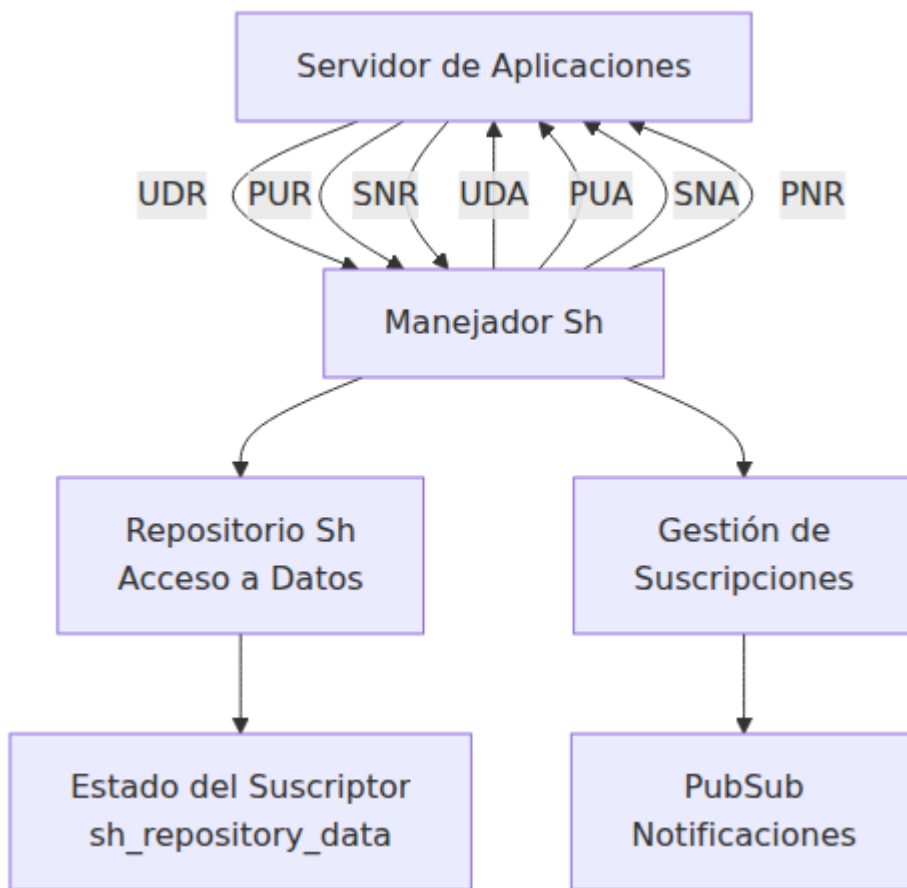 Servidor de Aplicaciones
UDR PUR SNR UDA PUA SNA PNR
Manejador Sh
Repositorio Sh
Acceso a Datos
Gestión de
Suscripciones
Estado del Suscriptor
sh_repository_data
PubSub
Notificaciones